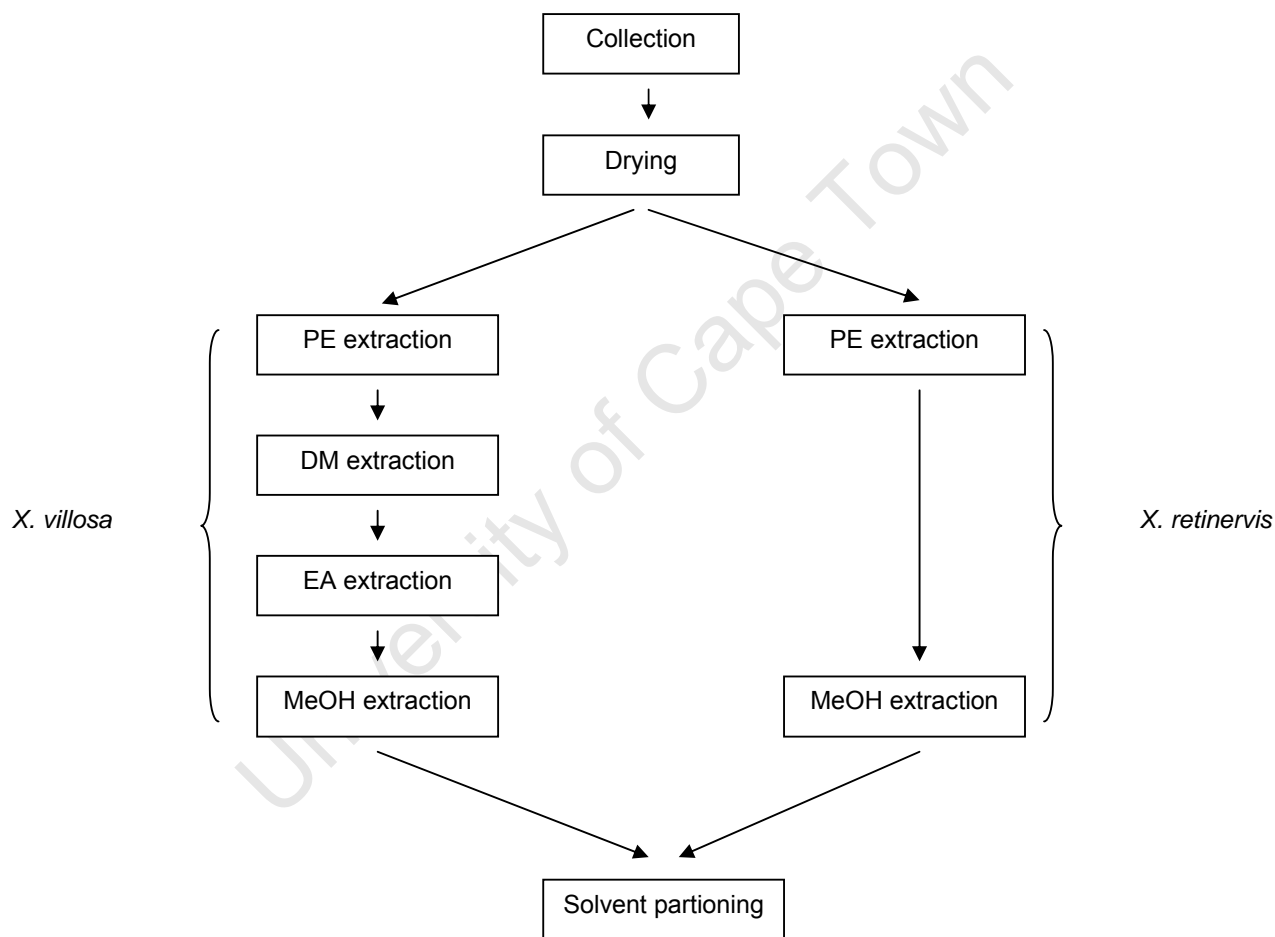 Collection
Drying
PE extraction
PE extraction
DM extraction
X. villosa
X. retinervis
EA extraction
MeOH extraction
MeOH extraction
Solvent partioning
University of Cape Town